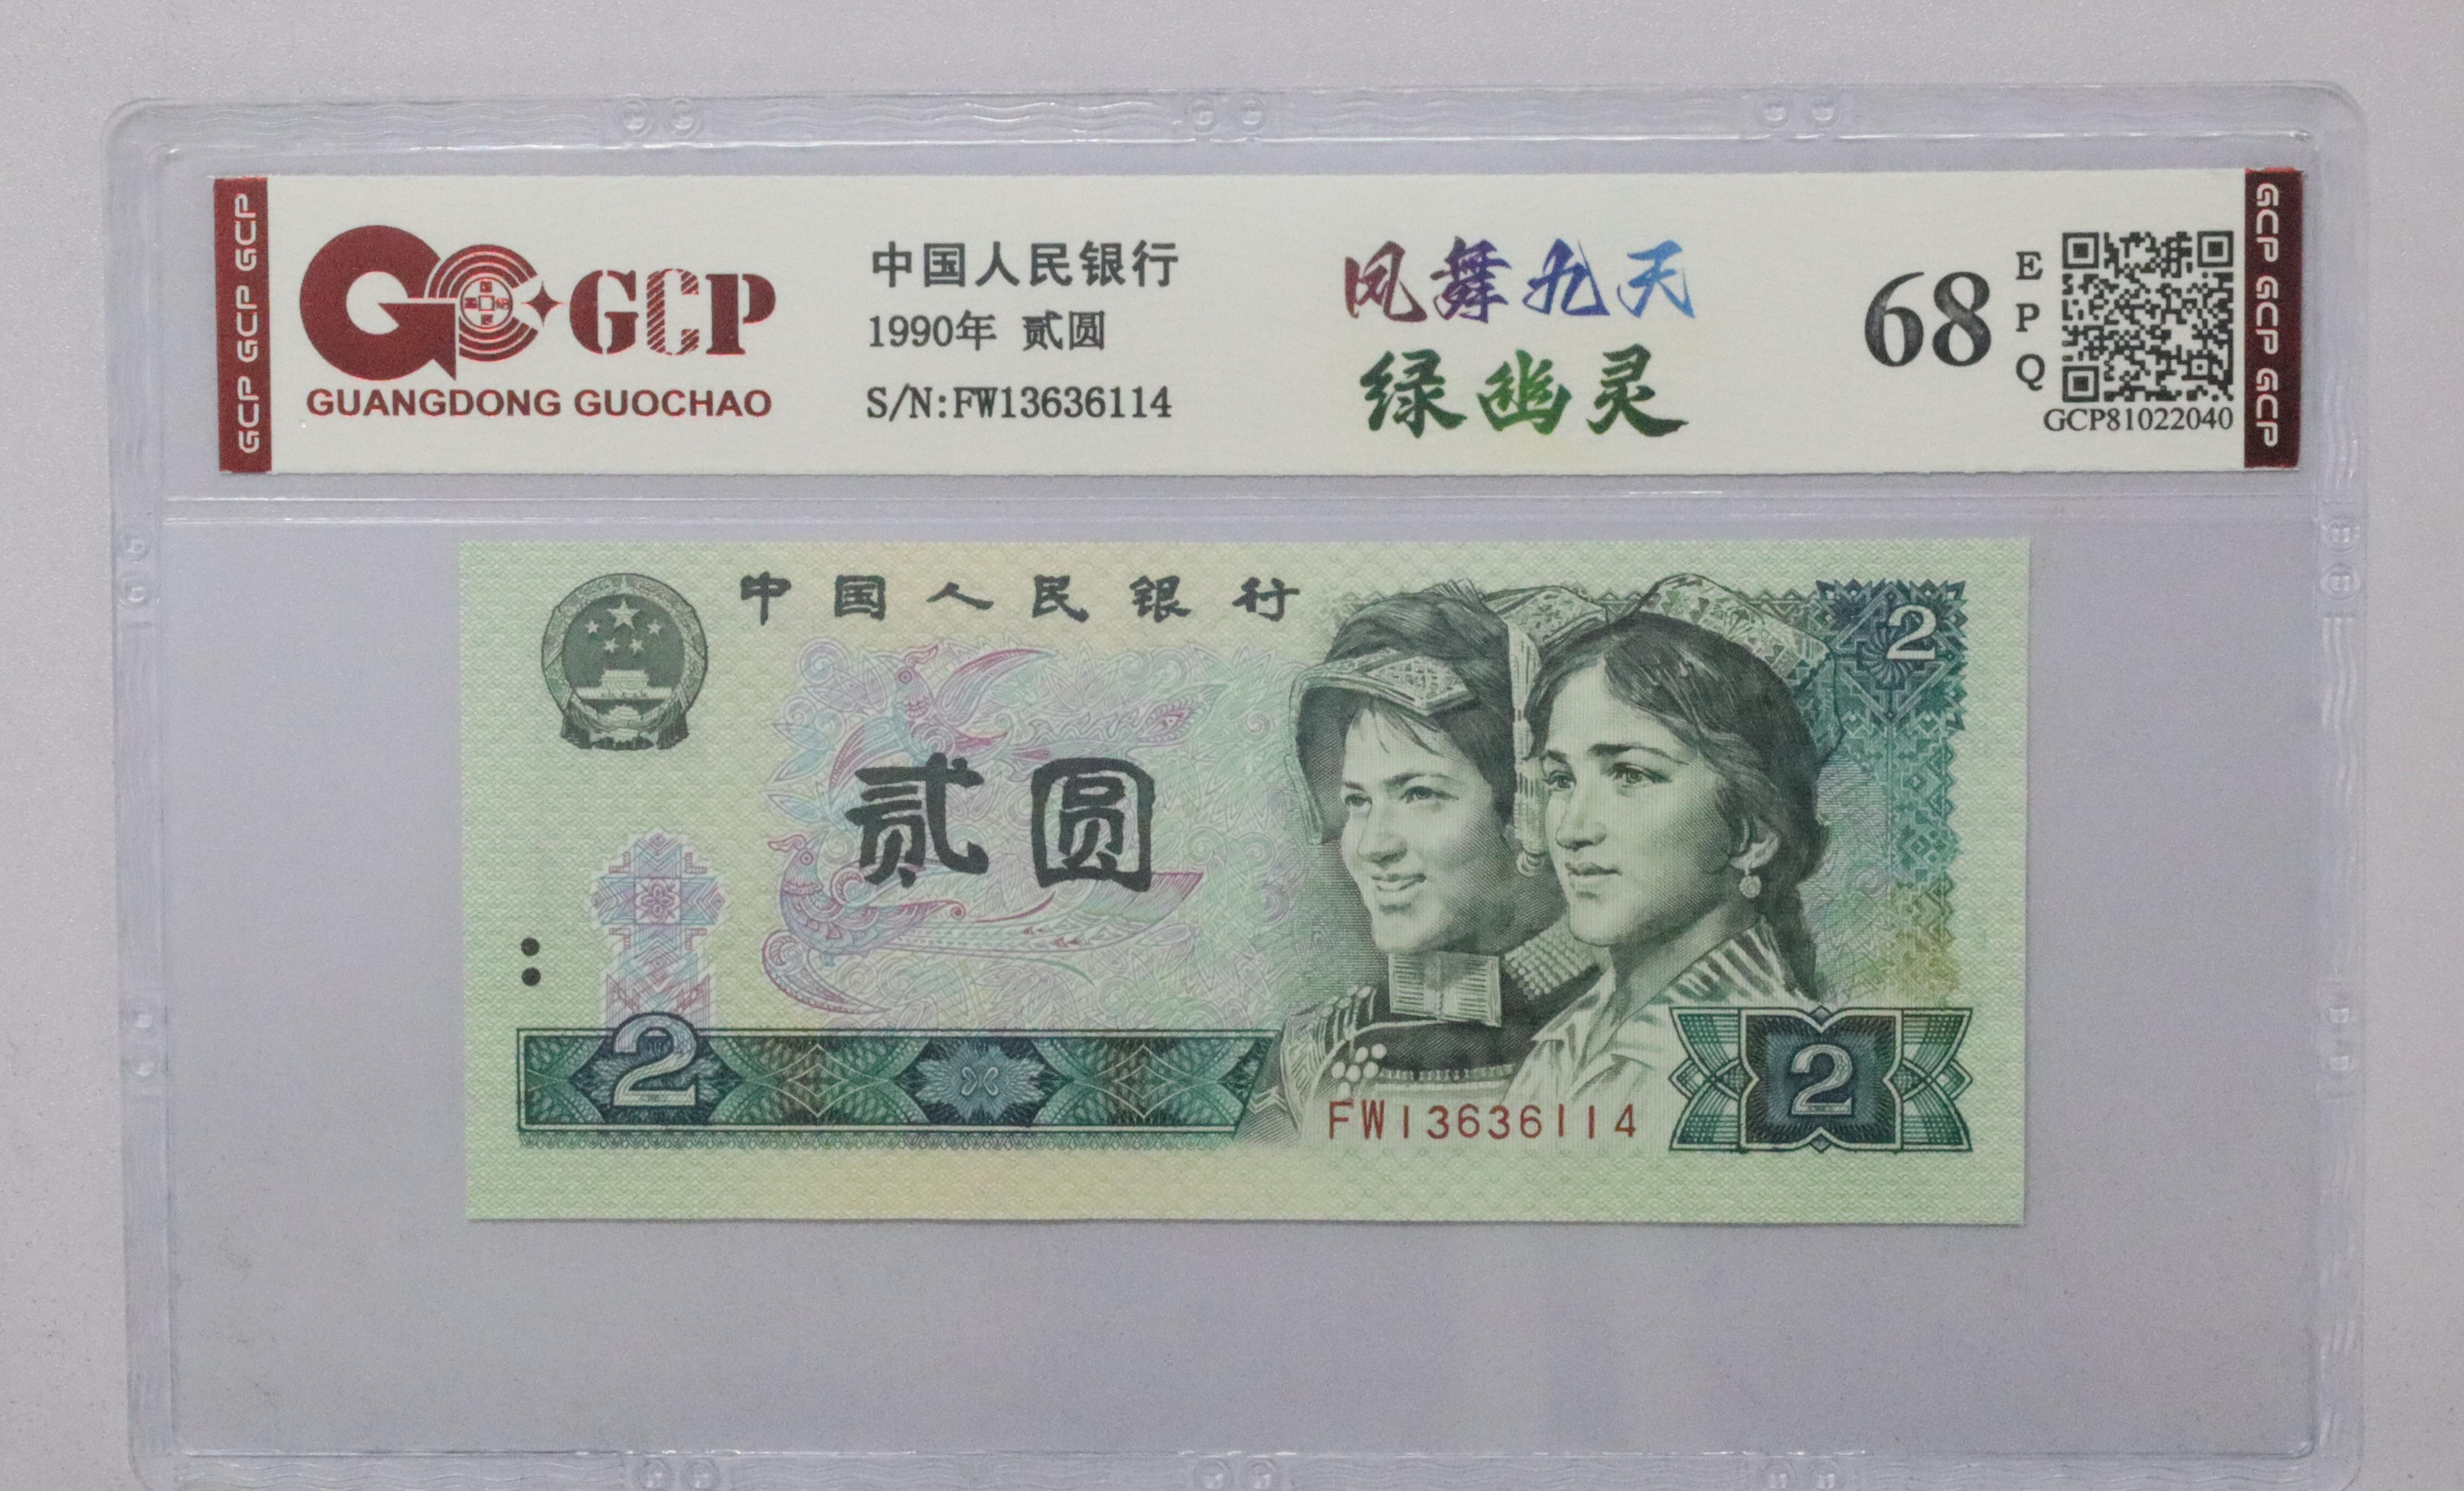 GCP GCP GCP
GCP
GUANGDONG GUOCHAO
中国人民银行
1990年 贰圆
S/N:FW13636114
凤舞九天
绿幽灵
68
EPQ
GCP81022040
GCP GCP GCP
中国人民银行
2
贰圆
2
2
FW13636114